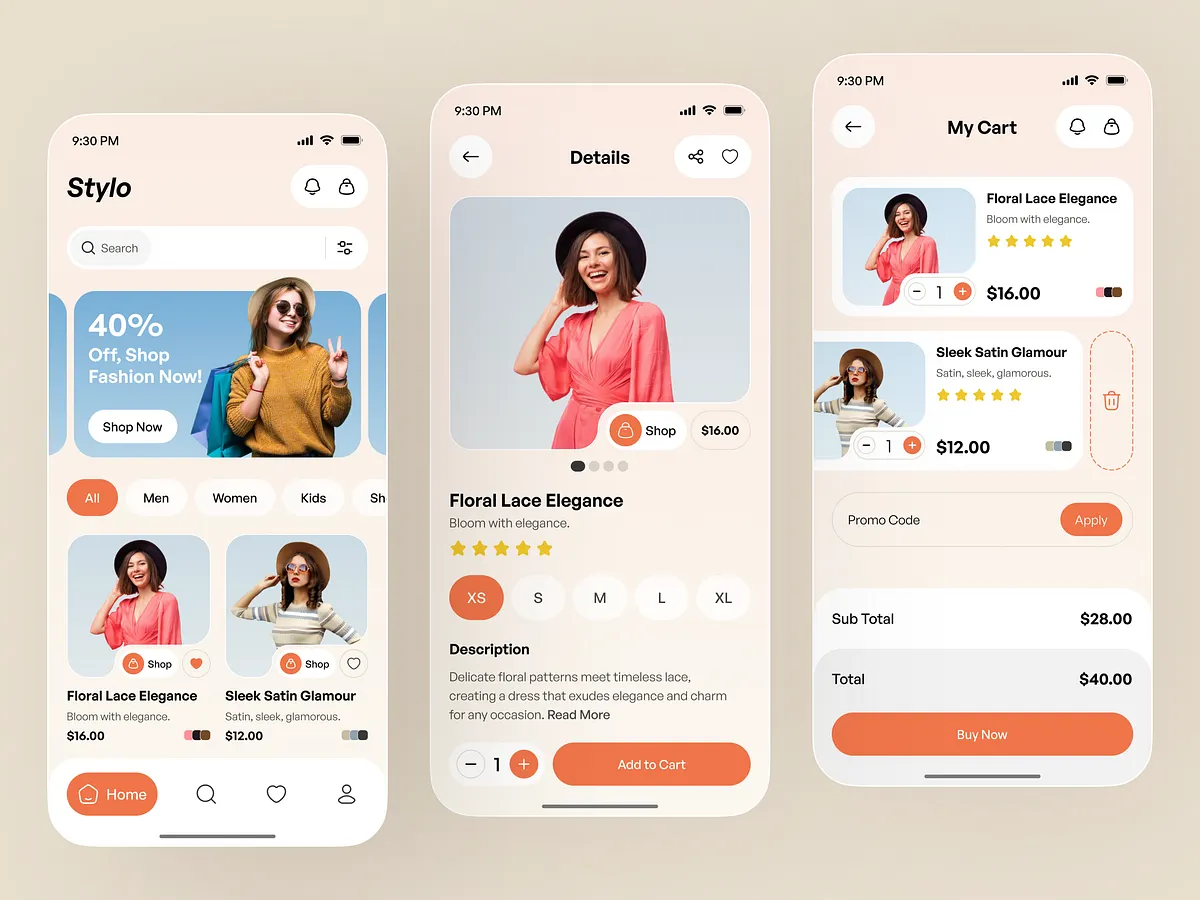 9:30 PM
Stylo
Search
40%
Off, Shop
Fashion Now!
Shop Now
All
Men
Women
Kids
Sh
Shop
Shop
Floral Lace Elegance
Bloom with elegance.
$16.00
Sleek Satin Glamour
Satin, sleek, glamorous.
$12.00
Home
9:30 PM
Details
Shop
$16.00
Floral Lace Elegance
Bloom with elegance.
XS
S
M
L
XL
Description
Delicate floral patterns meet timeless lace,
creating a dress that exudes elegance and charm
for any occasion. Read More
1
Add to Cart
9:30 PM
My Cart
Floral Lace Elegance
Bloom with elegance.
1
$16.00
Sleek Satin Glamour
Satin, sleek, glamorous.
1
$12.00
Promo Code
Apply
Sub Total
$28.00
Total
$40.00
Buy Now